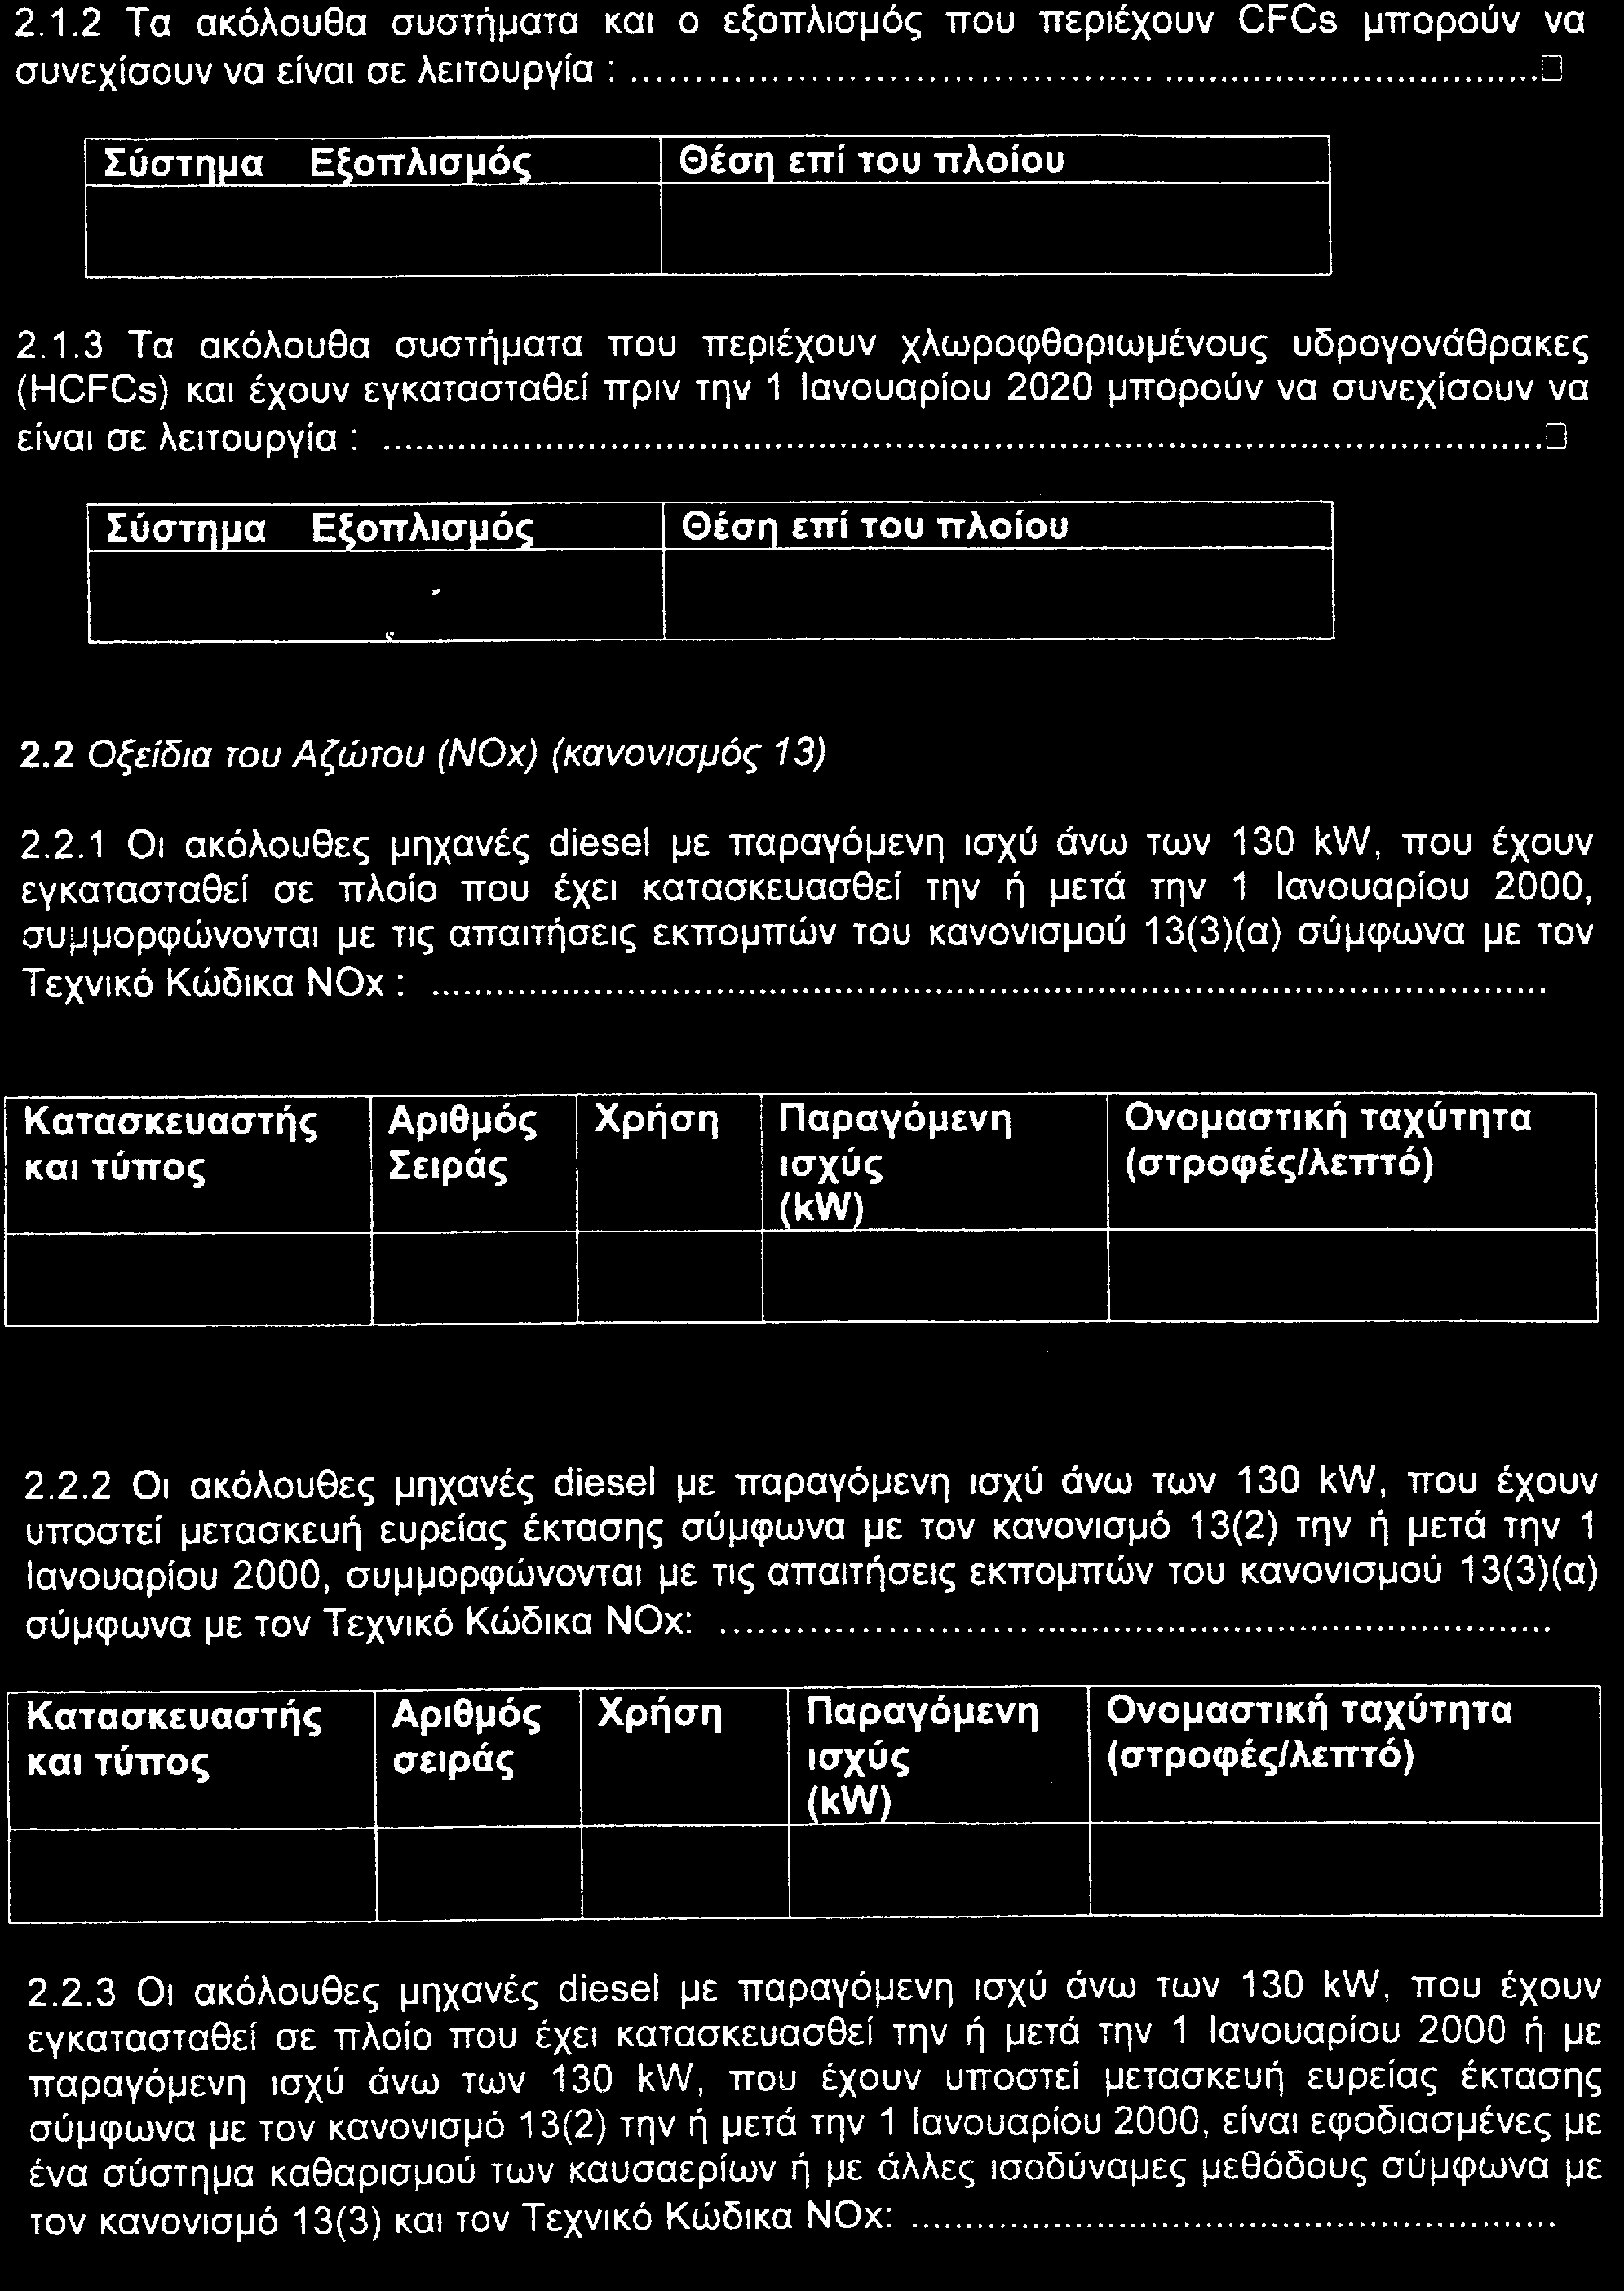 2.1.2 Τα ακόλουθα συστήματα και ο εξοπλισμός που περιέχουν CFCs μπορούν να
συνεχίσουν να είναι σε λειτουργία : ..........................................................................................□
Σύστημα Εξοπλισμός Θέση επί του πλοίου
2.1.3 Τα ακόλουθα συστήματα που περιέχουν χλωροφθοριωμένους υδρογονάθρακες
(HCFCs) και έχουν εγκατασταθεί πριν την 1 Ιανουαρίου 2020 μπορούν να συνεχίσουν να
είναι σε λειτουργία : ..........................................................................................□
Σύστημα Εξοπλισμός Θέση επί του πλοίου
2.2 Οξείδια του Αζώτου (NOx) (κανονισμός 13)
2.2.1 Οι ακόλουθες μηχανές diesel με παραγόμενη ισχύ άνω των 130 kW, που έχουν
εγκατασταθεί σε πλοίο που έχει κατασκευασθεί την ή μετά την 1 Ιανουαρίου 2000,
συμμορφώνονται με τις απαιτήσεις εκπομπών του κανονισμού 13(3)(α) σύμφωνα με τον
Τεχνικό Κώδικα NOx : ..........................................................................................
Κατασκευαστής Αριθμός Χρήση Παραγόμενη Ονομαστική ταχύτητα
και τύπος Σειράς ισχύς (στροφές/λεπτό)
(kW)
2.2.2 Οι ακόλουθες μηχανές diesel με παραγόμενη ισχύ άνω των 130 kW, που έχουν
υποστεί μετασκευή ευρείας έκτασης σύμφωνα με τον κανονισμό 13(2) την ή μετά την 1
Ιανουαρίου 2000, συμμορφώνονται με τις απαιτήσεις εκπομπών του κανονισμού 13(3)(α)
σύμφωνα με τον Τεχνικό Κώδικα NOx: ..........................................................................
Κατασκευαστής Αριθμός Χρήση Παραγόμενη Ονομαστική ταχύτητα
και τύπος σειράς ισχύς (στροφές/λεπτό)
(kW)
2.2.3 Οι ακόλουθες μηχανές diesel με παραγόμενη ισχύ άνω των 130 kW, που έχουν
εγκατασταθεί σε πλοίο που έχει κατασκευασθεί την ή μετά την 1 Ιανουαρίου 2000 ή με
παραγόμενη ισχύ άνω των 130 kW, που έχουν υποστεί μετασκευή ευρείας έκτασης
σύμφωνα με τον κανονισμό 13(2) την ή μετά την 1 Ιανουαρίου 2000, είναι εφοδιασμένες με
ένα σύστημα καθαρισμού των καυσαερίων ή με άλλες ισοδύναμες μεθόδους σύμφωνα με
τον κανονισμό 13(3) και τον Τεχνικό Κώδικα NOx: ............................................................